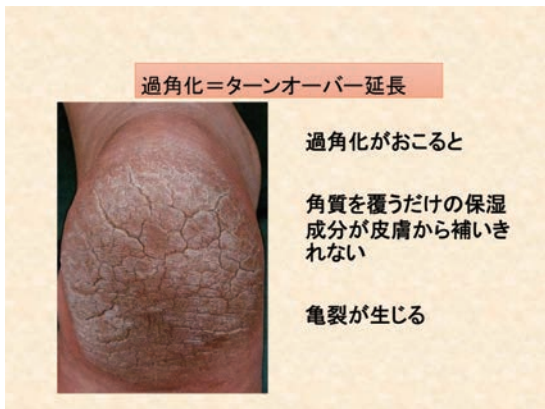 過角化＝ターンオーバー延長
過角化がおこると
角質を覆うだけの保湿
成分が皮膚から補いき
れない
亀裂が生じる